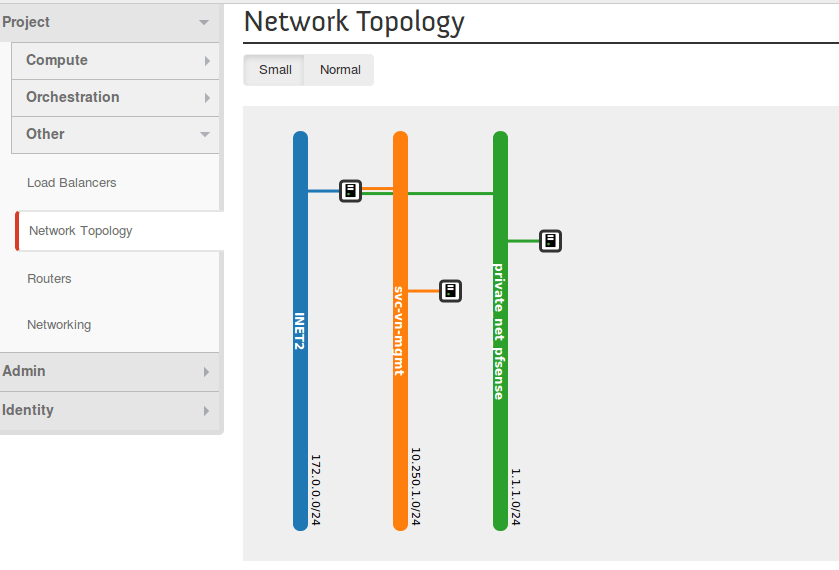 Project
Compute
Orchestration
Other
Load Balancers
Network Topology
Routers
Networking
Admin
Identity
Network Topology
Small
Normal
INET2
172.0.0.0/24
svc-vn-mgmt
10.250.1.0/24
private_net_pfsense
1.1.1.0/24